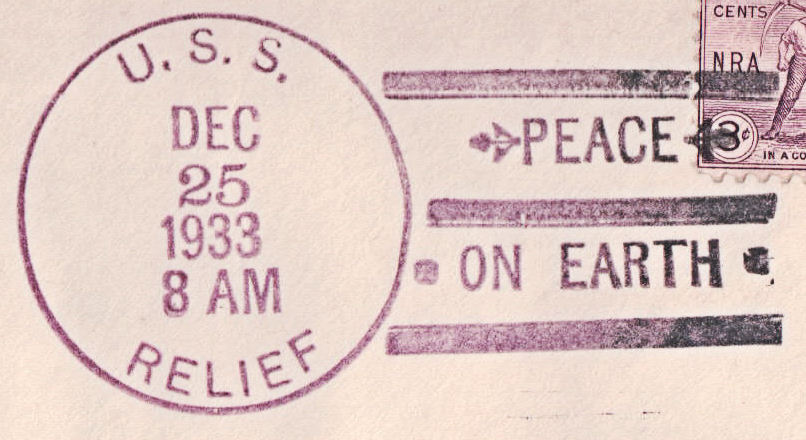 U. S. S.
DEC
25
1933
8 AM
RELIEF
PEACE
ON EARTH
CENTS
NRA
3¢
IN A CO